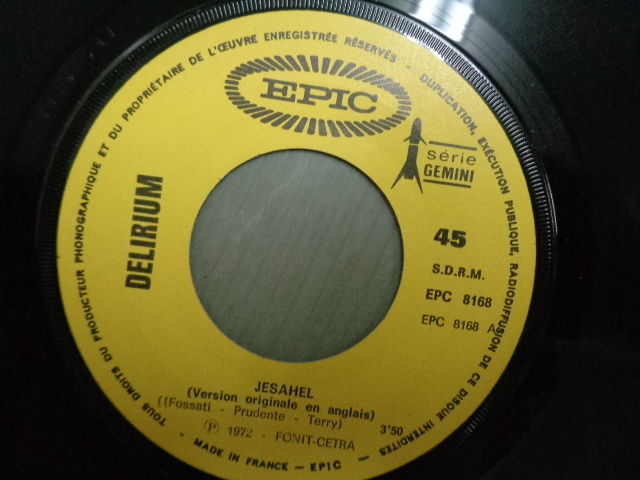 TOUS DROITS DU PRODUCTEUR PHONOGRAPHIQUE ET DU PROPRIÉTAIRE DE L'ŒUVRE ENREGISTRÉE RÉSERVÉS - DUPLICATION, EXÉCUTION PUBLIQUE, RADIODIFFUSION DE CE DISQUE INTERDITES
EPIC
série
GEMINI
DELIRIUM
45
S.D.R.M.
EPC 8168
EPC 8168 A
JESAHEL
(Version originale en anglais)
((Fossati - Prudente - Terry)
3'50
Ⓟ 1972 - FONIT-CETRA
- MADE IN FRANCE - EPIC -